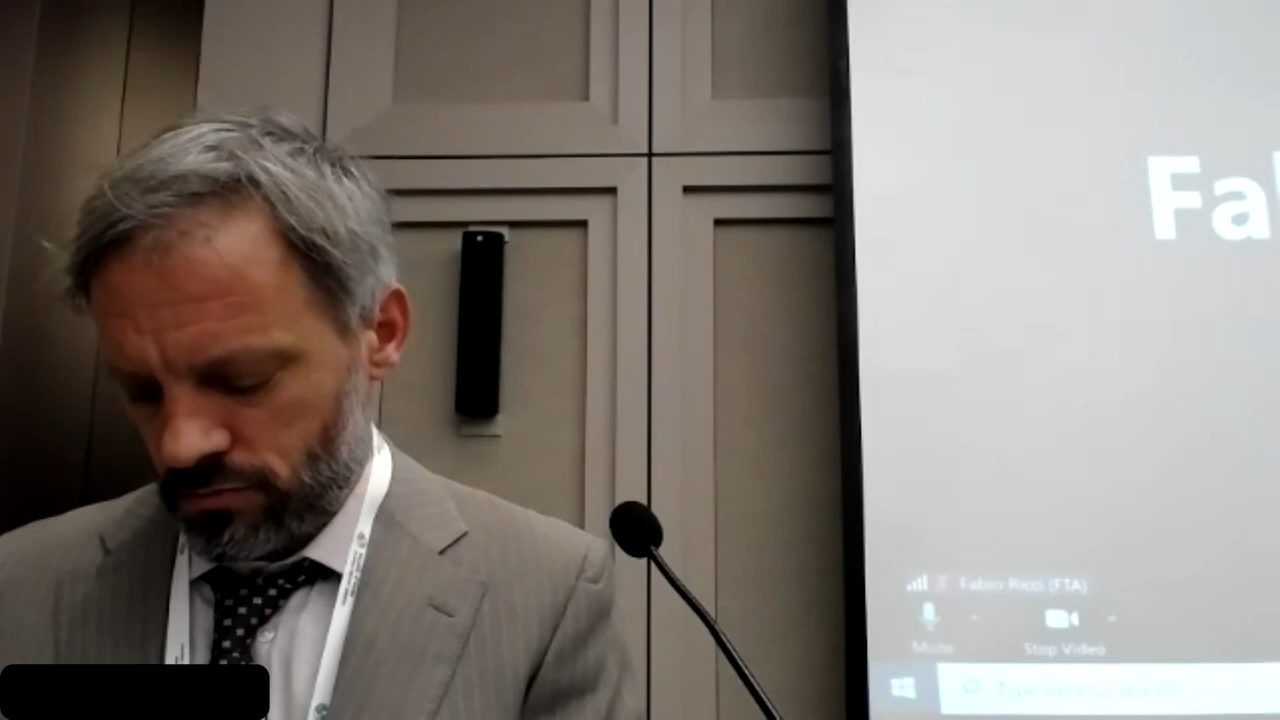 Fa
Fabio Ricci (FTA)
Mute
Stop Video
Type here to search